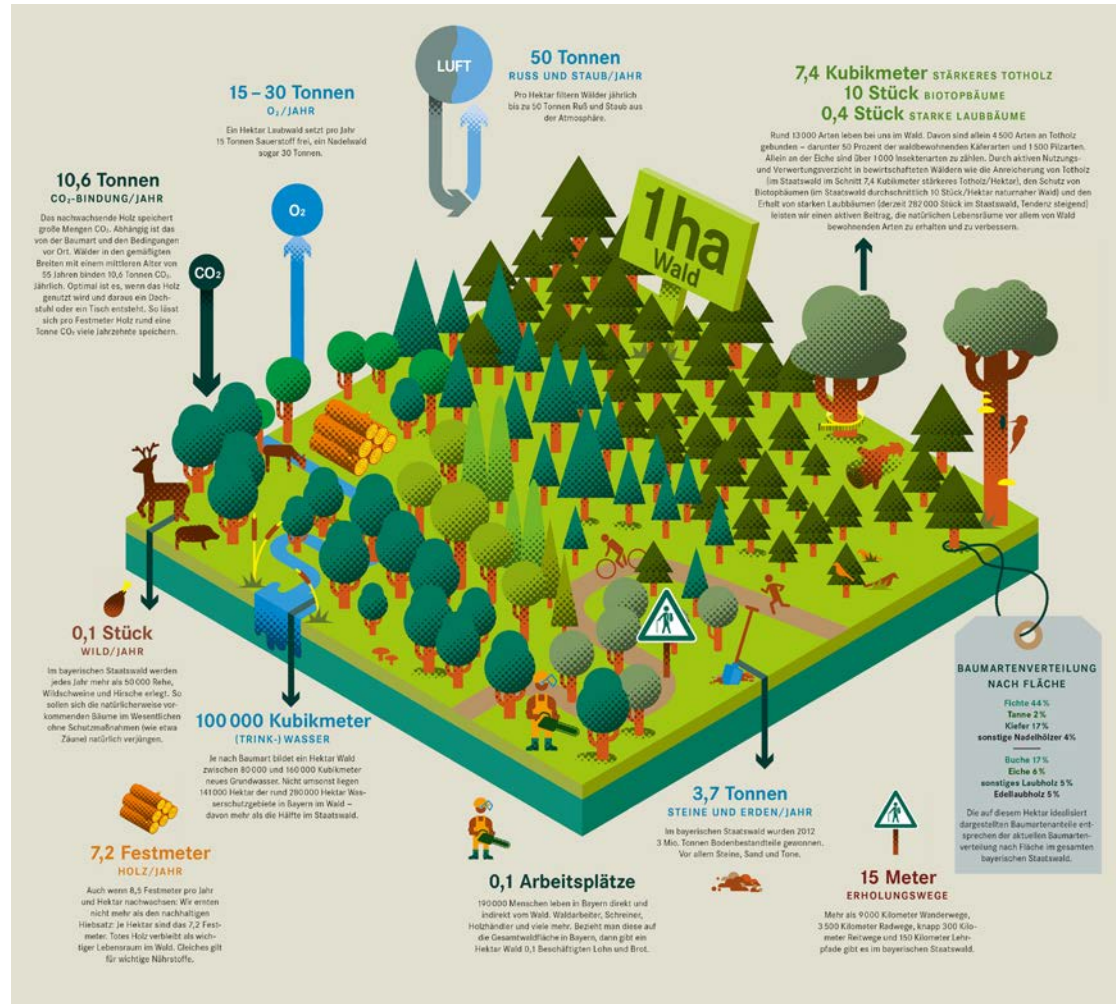 LUFT
50 Tonnen
RUSS UND STAUB/JAHR
Pro Hektar filtern Wälder jährlich
bis zu 50 Tonnen Ruß und Staub aus
der Atmosphäre.
15–30 Tonnen
O₂/JAHR
Ein Hektar Laubwald setzt pro Jahr
15 Tonnen Sauerstoff frei, ein Nadelwald
sogar 30 Tonnen.
O₂
7,4 Kubikmeter STÄRKERES TOTHOLZ
10 Stück BIOTOPBÄUME
0,4 Stück STARKE LAUBBÄUME
Rund 13000 Arten leben bei uns im Wald. Davon sind allein 4500 Arten an Totholz
gebunden – darunter 50 Prozent der waldbewohnenden Käferarten und 1500 Pilzarten.
Allein an der Eiche sind über 1000 Insektenarten zu zählen. Durch aktiven Nutzungs-
und Verwertungsverzicht in bewirtschafteten Wäldern wie die Anreicherung von Totholz
(im Staatswald im Schnitt 7,4 Kubikmeter stärkeres Totholz/Hektar), den Schutz von
Biotopbäumen (im Staatswald durchschnittlich 10 Stück/Hektar naturnaher Wald) und den
Erhalt von starken Laubbäumen (derzeit 282000 Stück im Staatswald, Tendenz steigend)
leisten wir einen aktiven Beitrag, die natürlichen Lebensräume vor allem von Wald
bewohnenden Arten zu erhalten und zu verbessern.
10,6 Tonnen
CO₂-BINDUNG/JAHR
Das nachwachsende Holz speichert
große Mengen CO₂. Abhängig ist das
von der Baumart und den Bedingungen
vor Ort. Wälder in den gemäßigten
Breiten mit einem mittleren Alter von
55 Jahren binden 10,6 Tonnen CO₂
jährlich. Optimal ist es, wenn das Holz
genutzt wird und daraus ein Dach-
stuhl oder ein Tisch entsteht. So lässt
sich pro Festmeter Holz rund eine
Tonne CO₂ viele Jahrzehnte speichern.
CO₂
1 ha
Wald
0,1 Stück
WILD/JAHR
Im bayerischen Staatswald werden
jedes Jahr mehr als 50000 Rehe,
Wildschweine und Hirsche erlegt. So
sollen sich die natürlicherweise vor-
kommenden Bäume im Wesentlichen
ohne Schutzmaßnahmen (wie etwa
Zäune) natürlich verjüngen.
100 000 Kubikmeter
(TRINK-) WASSER
Je nach Baumart bildet ein Hektar Wald
zwischen 80000 und 160000 Kubikmeter
neues Grundwasser. Nicht umsonst liegen
141000 Hektar der rund 280000 Hektar Was-
serschutzgebiete in Bayern im Wald –
davon mehr als die Hälfte im Staatswald.
7,2 Festmeter
HOLZ/JAHR
Auch wenn 8,5 Festmeter pro Jahr
und Hektar nachwachsen: Wir ernten
nicht mehr als den nachhaltigen
Hiebsatz: Je Hektar sind das 7,2 Fest-
meter. Totes Holz verbleibt als wich-
tiger Lebensraum im Wald. Gleiches gilt
für wichtige Nährstoffe.
0,1 Arbeitsplätze
190000 Menschen leben in Bayern direkt und
indirekt vom Wald. Waldarbeiter, Schreiner,
Holzhändler und viele mehr. Bezieht man diese auf
die Gesamtwaldfläche in Bayern, dann gibt ein
Hektar Wald 0,1 Beschäftigten Lohn und Brot.
3,7 Tonnen
STEINE UND ERDEN/JAHR
Im bayerischen Staatswald wurden 2012
3 Mio. Tonnen Bodenbestandteile gewonnen.
Vor allem Steine, Sand und Tone.
15 Meter
ERHOLUNGSWEGE
Mehr als 9000 Kilometer Wanderwege,
3500 Kilometer Radwege, knapp 300 Kilo-
meter Reitwege und 150 Kilometer Lehr-
pfade gibt es im bayerischen Staatswald.
BAUMARTENVERTEILUNG
NACH FLÄCHE
Fichte 44%
Tanne 2%
Kiefer 17%
sonstige Nadelhölzer 4%
Buche 17%
Eiche 6%
sonstiges Laubholz 5%
Edellaubholz 5%
Die auf diesem Hektar idealisiert
dargestellten Baumartenanteile ent-
sprechen der aktuellen Baumarten-
verteilung nach Fläche im gesamten
bayerischen Staatswald.